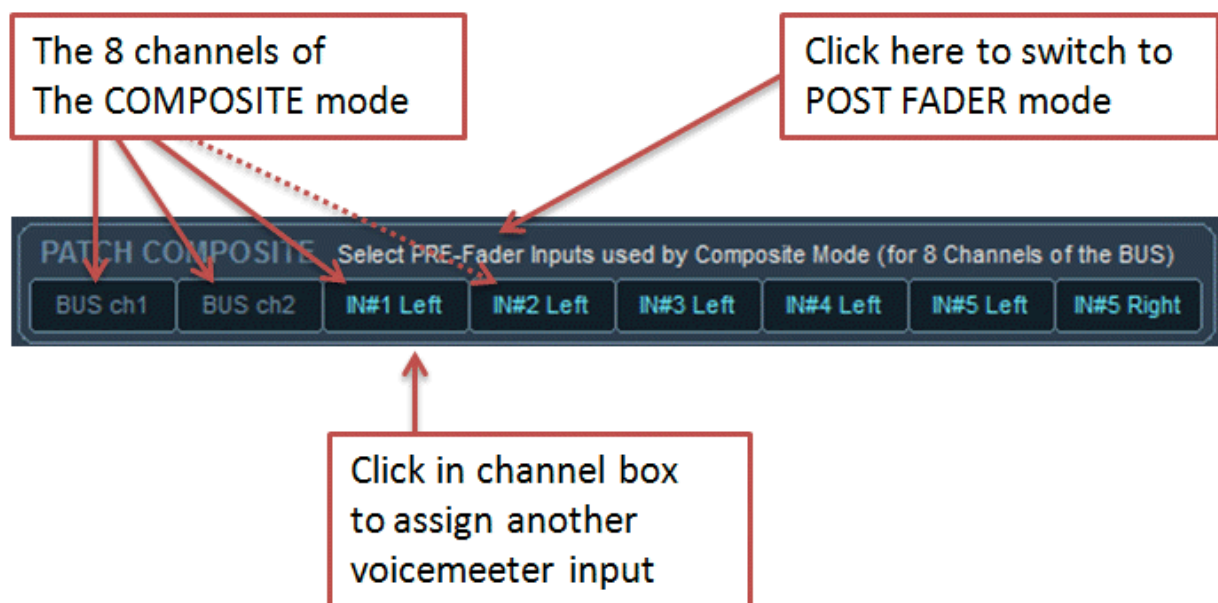 The 8 channels of
The COMPOSITE mode
Click here to switch to
POST FADER mode
PATCH COMPOSITE Select PRE-Fader Inputs used by Composite Mode (for 8 Channels of the BUS)
BUS ch1 BUS ch2 IN#1 Left IN#2 Left IN#3 Left IN#4 Left IN#5 Left IN#5 Right
Click in channel box
to assign another
voicemeeter input